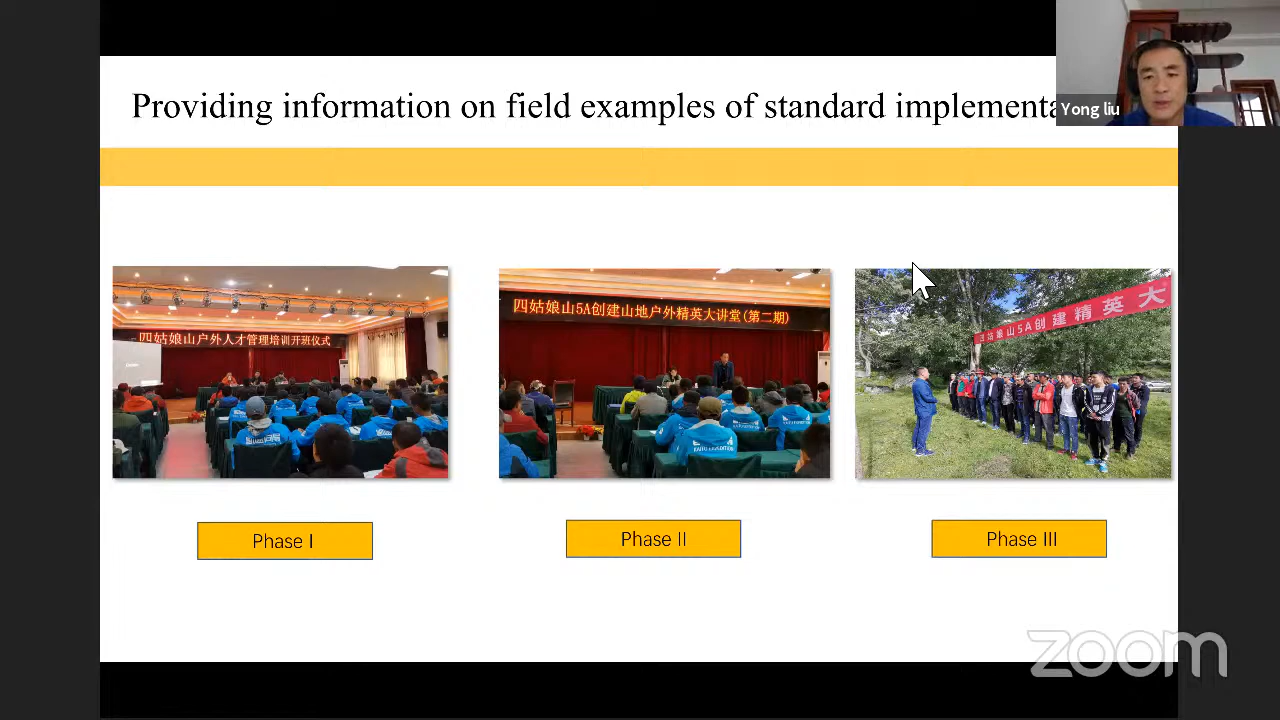 Providing information on field examples of standard implementa
Yong liu
四姑娘山户外人才管理培训开班仪式
四姑娘山5A创建山地户外精英大讲堂(第二期)
四姑娘山5A创建精英大
KAILU EXPEDITION
Phase I
Phase II
Phase III
zoom